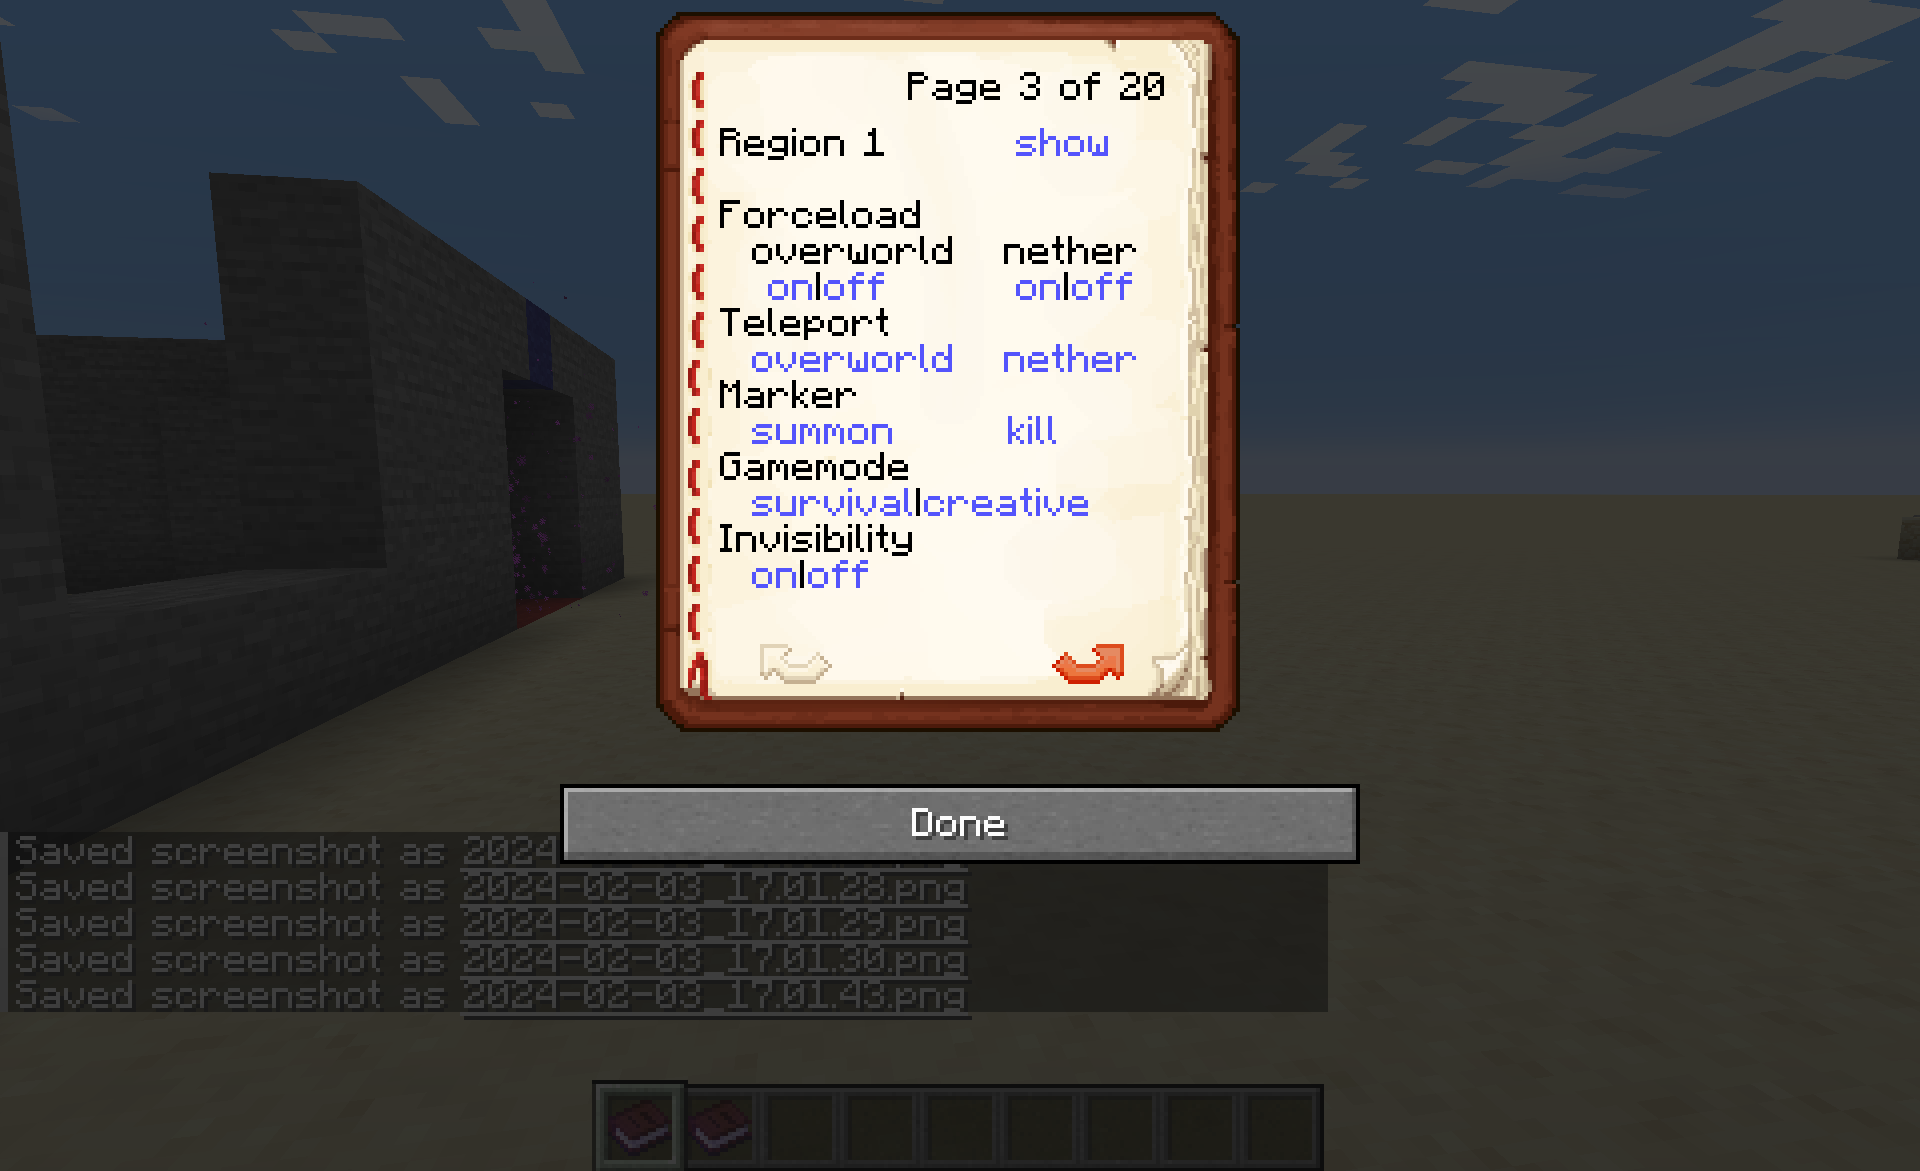 Page 3 of 20
Region 1 show
Forceload
overworld nether
on|off on|off
Teleport
overworld nether
Marker
summon kill
Gamemode
survival|creative
Invisibility
on|off
Done
Saved screenshot as 2024
Saved screenshot as 2024-02-03_17.01.28.png
Saved screenshot as 2024-02-03_17.01.29.png
Saved screenshot as 2024-02-03_17.01.30.png
Saved screenshot as 2024-02-03_17.01.43.png